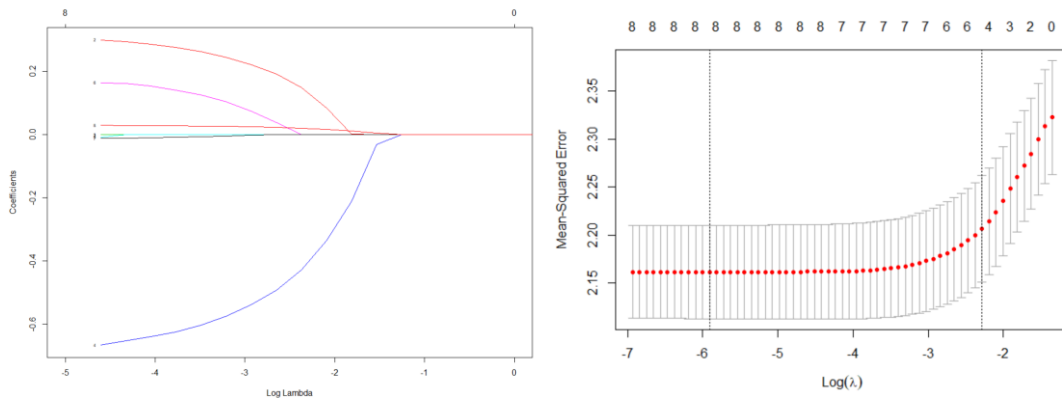 8 0
Coefficients
0.2
0.0
-0.2
-0.4
-0.6
-5 -4 -3 -2 -1 0
Log Lambda
8 8 8 8 8 8 8 8 7 7 7 7 6 6 4 3 2 0
Mean-Squared Error
2.35
2.30
2.25
2.20
2.15
-7 -6 -5 -4 -3 -2 -1
Log(λ)